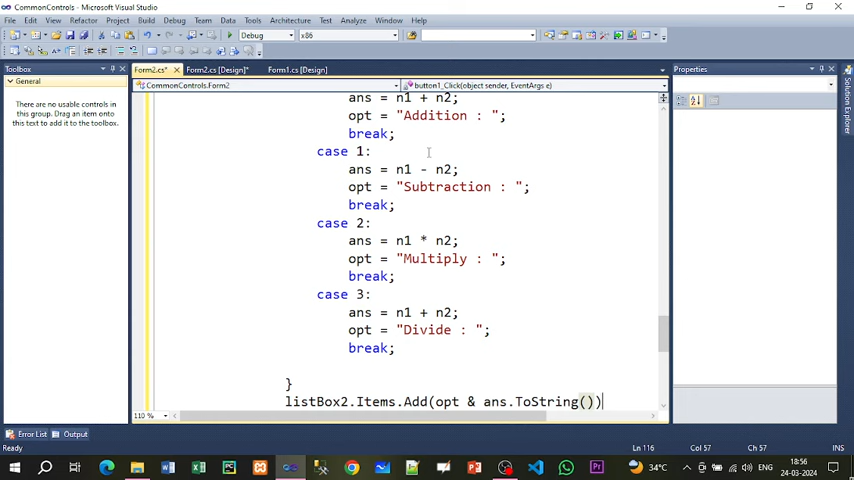 CommonControls - Microsoft Visual Studio
File Edit View Refactor Project Build Debug Team Data Tools Architecture Test Analyze Window Help
Debug x86
Toolbox
General
There are no usable controls in
this group. Drag an item onto
this text to add it to the toolbox.
Form2.cs* Form2.cs [Design]* Form1.cs [Design]
CommonControls.Form2 button1_Click(object sender, EventArgs e)
ans = n1 + n2;
opt = "Addition : ";
break;
case 1:
ans = n1 - n2;
opt = "Subtraction : ";
break;
case 2:
ans = n1 * n2;
opt = "Multiply : ";
break;
case 3:
ans = n1 + n2;
opt = "Divide : ";
break;
}
listBox2.Items.Add(opt & ans.ToString())
110 %
Properties
Solution Explorer
Error List Output
Ready Ln 116 Col 57 Ch 57 INS
34°C ENG 18:56
24-03-2024